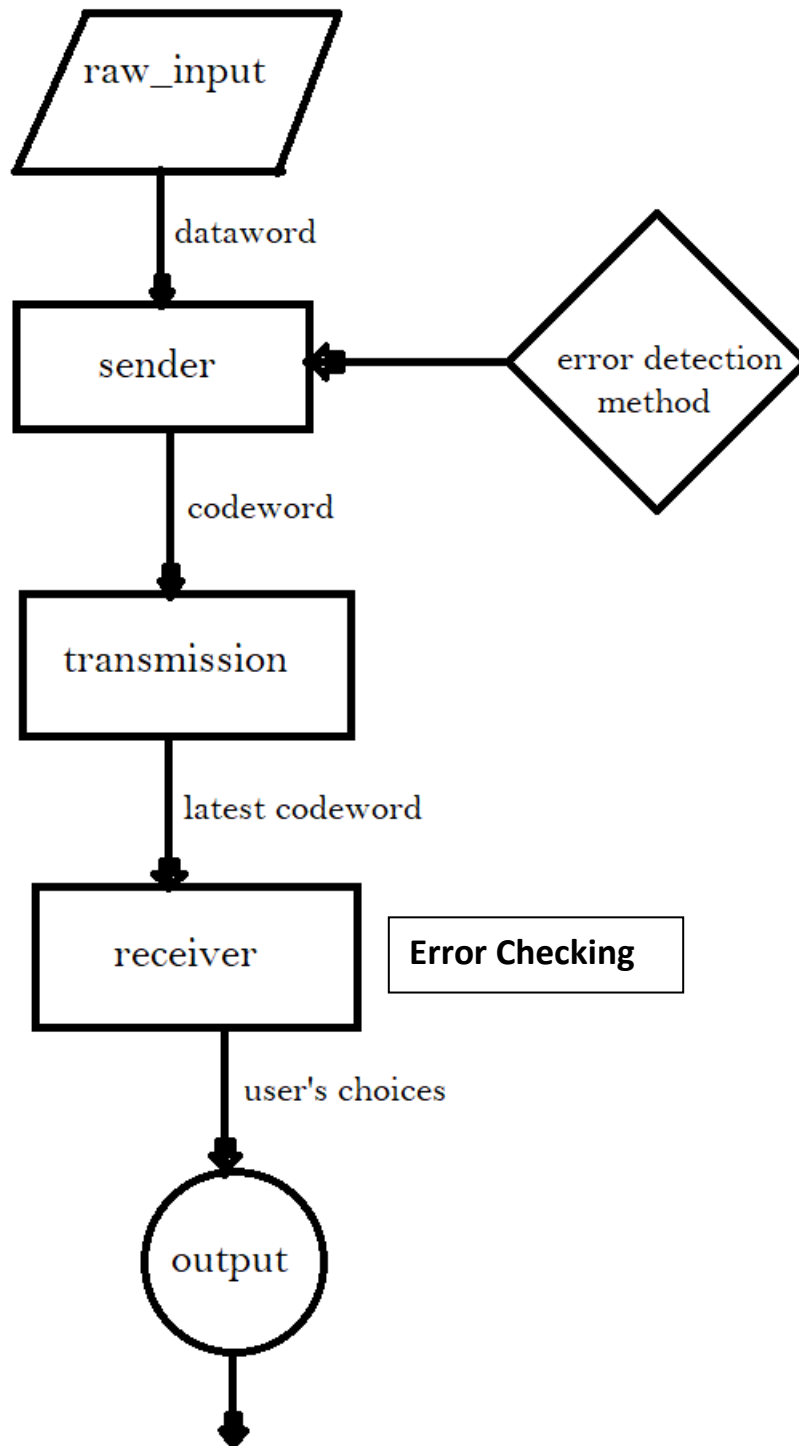 raw_input
dataword
sender
error detection
method
codeword
transmission
latest codeword
receiver
Error Checking
user's choices
output